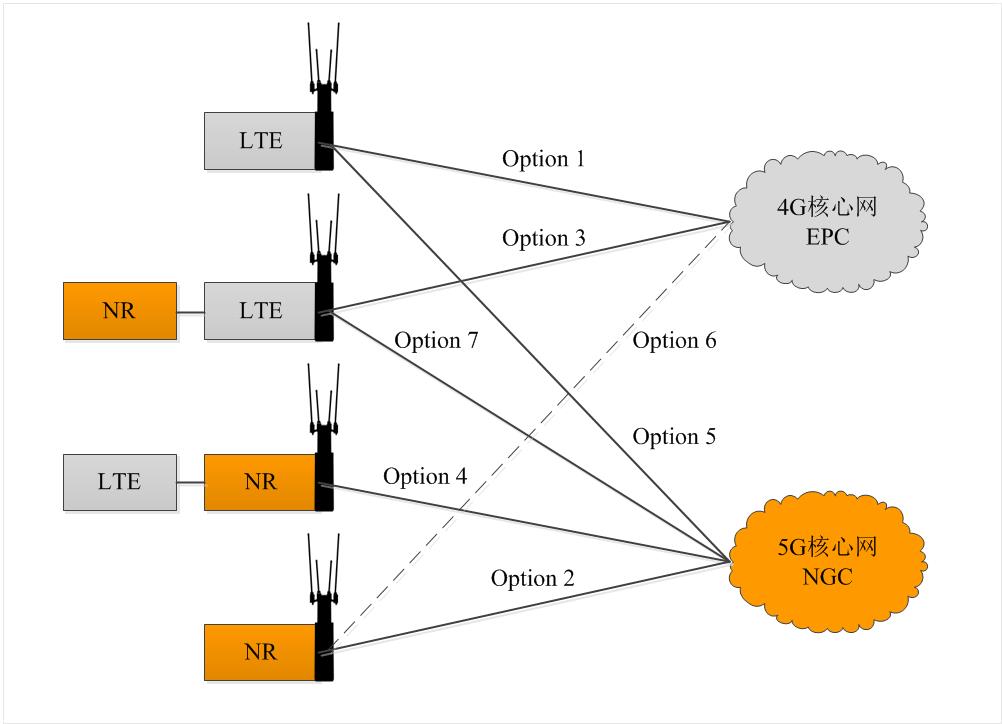 LTE
Option 1
4G核心网
EPC
Option 3
NR
LTE
Option 7
Option 6
Option 5
LTE
NR
Option 4
5G核心网
NGC
Option 2
NR